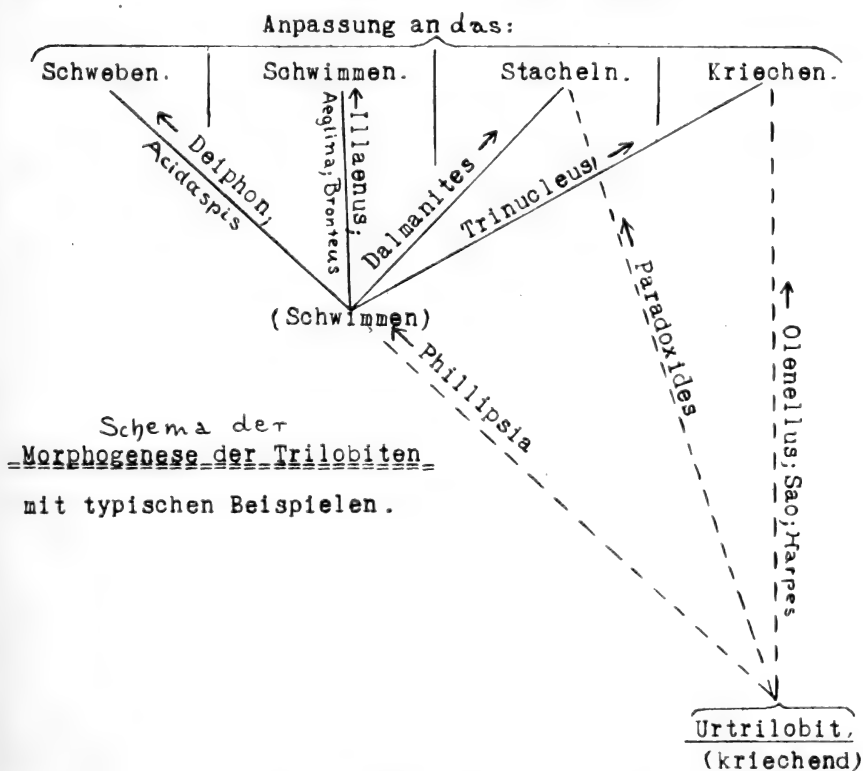 Anpassung an das:
Schweben. Schwimmen. Stacheln. Kriechen.
Deiphon;
Acidaspis
Illaenus;
Aeglina; Bronteus
Dalmanites
Trinucleus,
(Schwimmen)
Phillipsia
Paradoxides
Olenellus; Sao; Harpes
Schema der
Morphogenese der Trilobiten
mit typischen Beispielen.
Urtrilobit,
(kriechend)